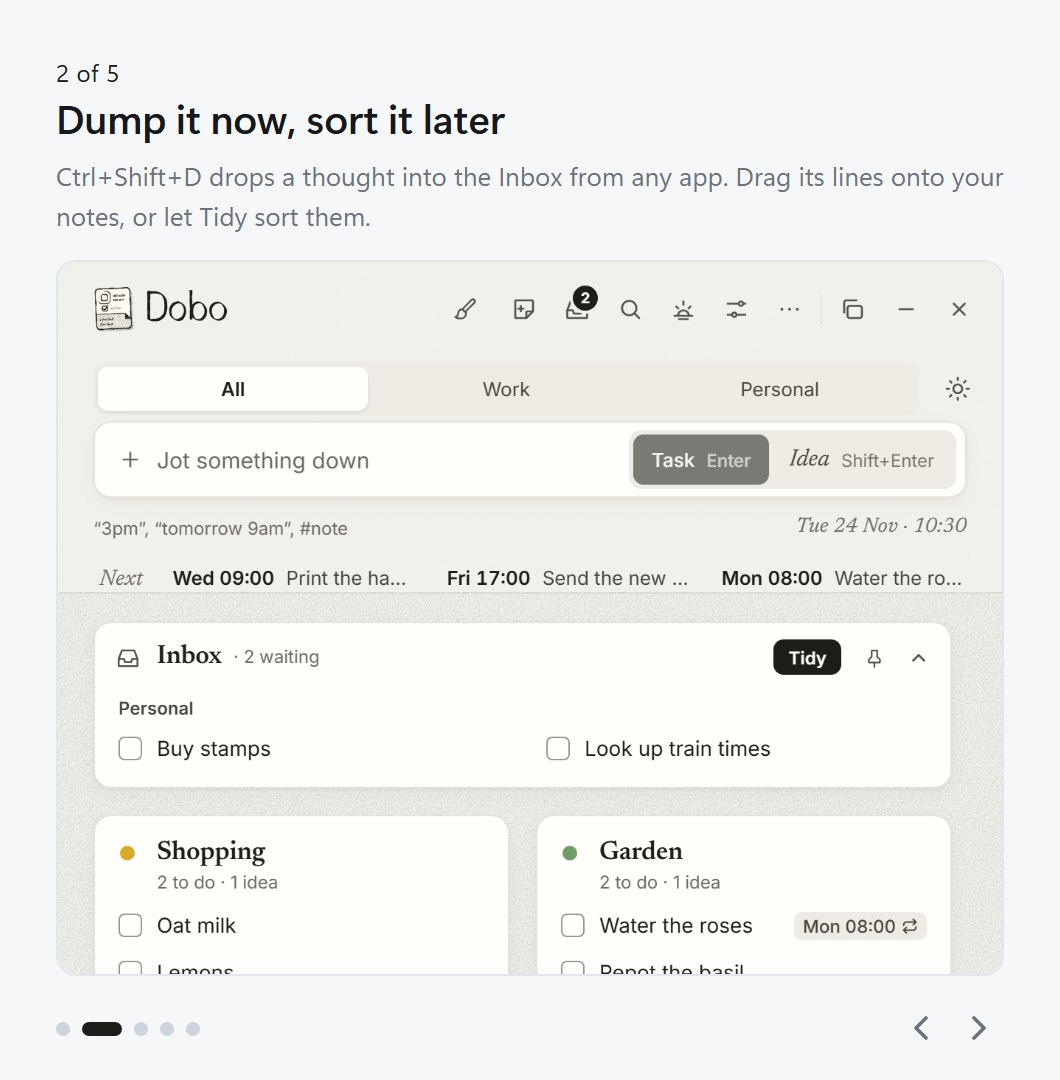 2 of 5
Dump it now, sort it later
Ctrl+Shift+D drops a thought into the Inbox from any app. Drag its lines onto your
notes, or let Tidy sort them.
Dobo
2
All Work Personal
Jot something down Task Enter Idea Shift+Enter
“3pm”, “tomorrow 9am”, #note Tue 24 Nov · 10:30
Next Wed 09:00 Print the ha... Fri 17:00 Send the new ... Mon 08:00 Water the ro...
Inbox · 2 waiting Tidy
Personal
Buy stamps Look up train times
Shopping Garden
2 to do · 1 idea 2 to do · 1 idea
Oat milk Water the roses Mon 08:00
Lemons Repot the basil